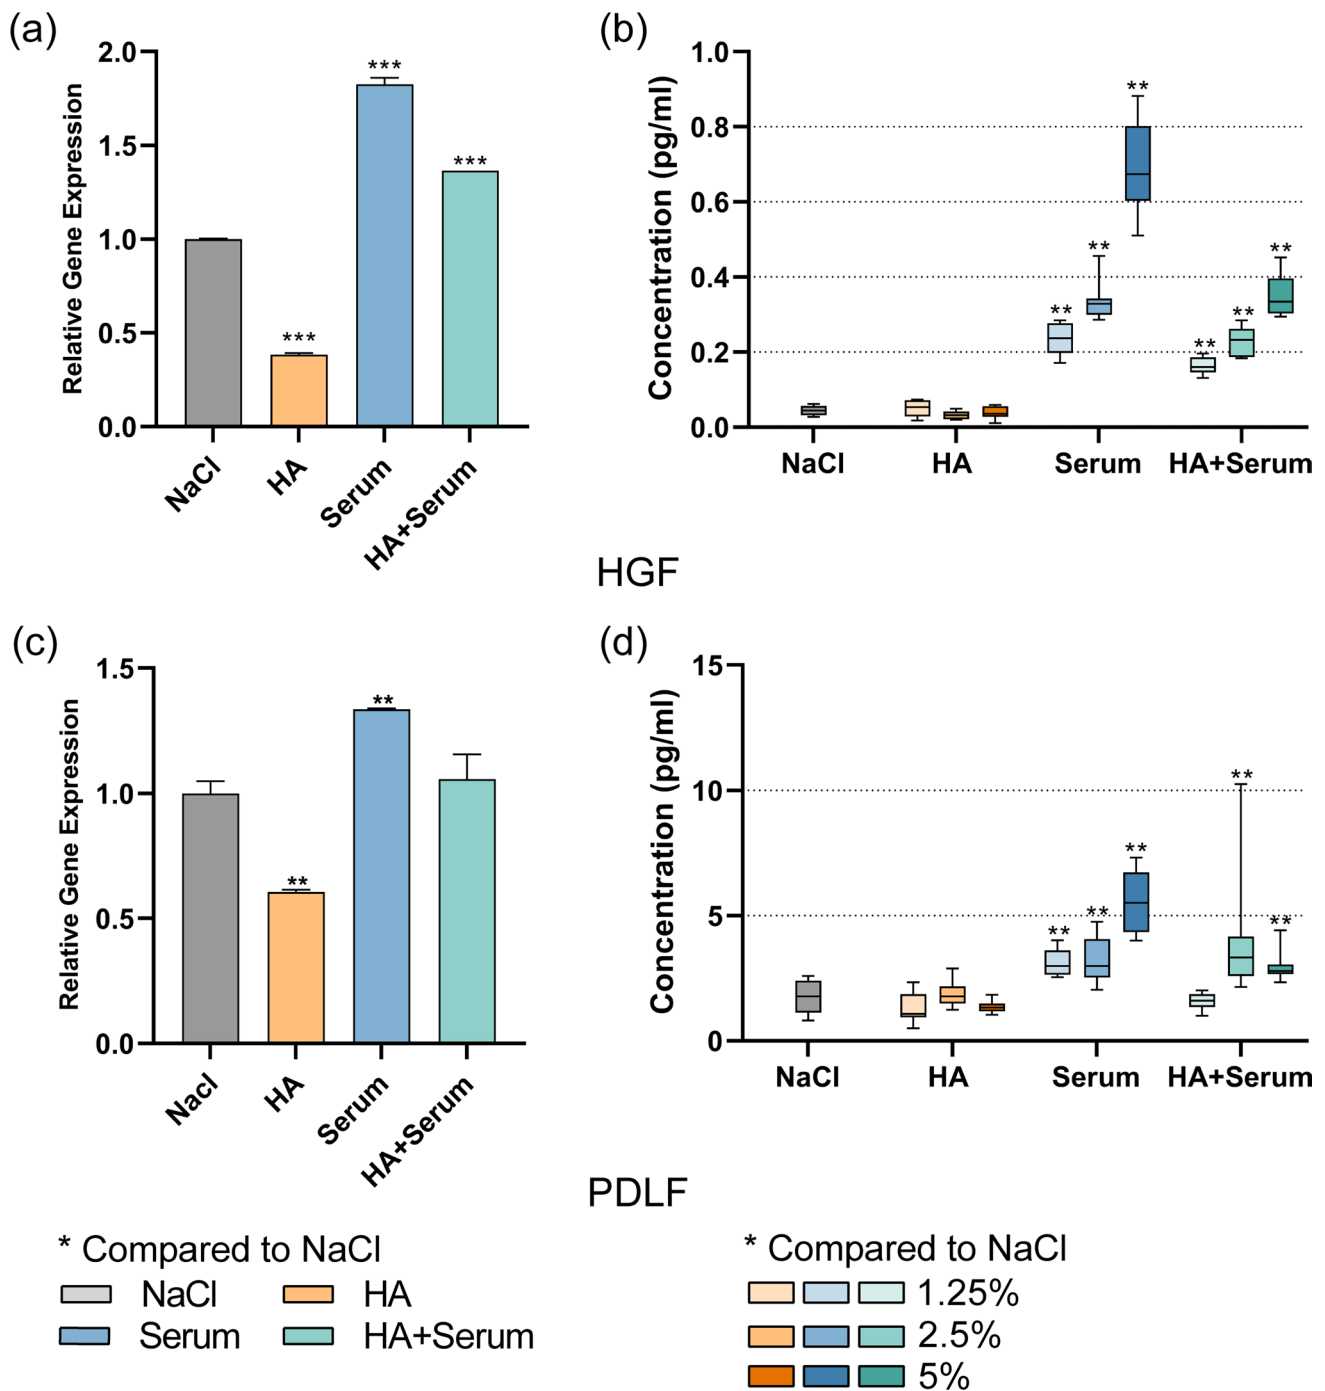 (a)
2.0
1.5
1.0
0.5
0.0
Relative Gene Expression
***
***
***
NaCl
HA
Serum
HA+Serum
(b)
1.0
0.8
0.6
0.4
0.2
0.0
Concentration (pg/ml)
**
**
**
**
**
**
NaCl
HA
Serum
HA+Serum
HGF
(c)
1.5
1.0
0.5
0.0
Relative Gene Expression
**
**
Nacl
HA
Serum
HA+Serum
(d)
15
10
5
0
Concentration (pg/ml)
**
**
**
**
**
NaCl
HA
Serum
HA+Serum
PDLF
* Compared to NaCl
NaCl
HA
Serum
HA+Serum
* Compared to NaCl
1.25%
2.5%
5%